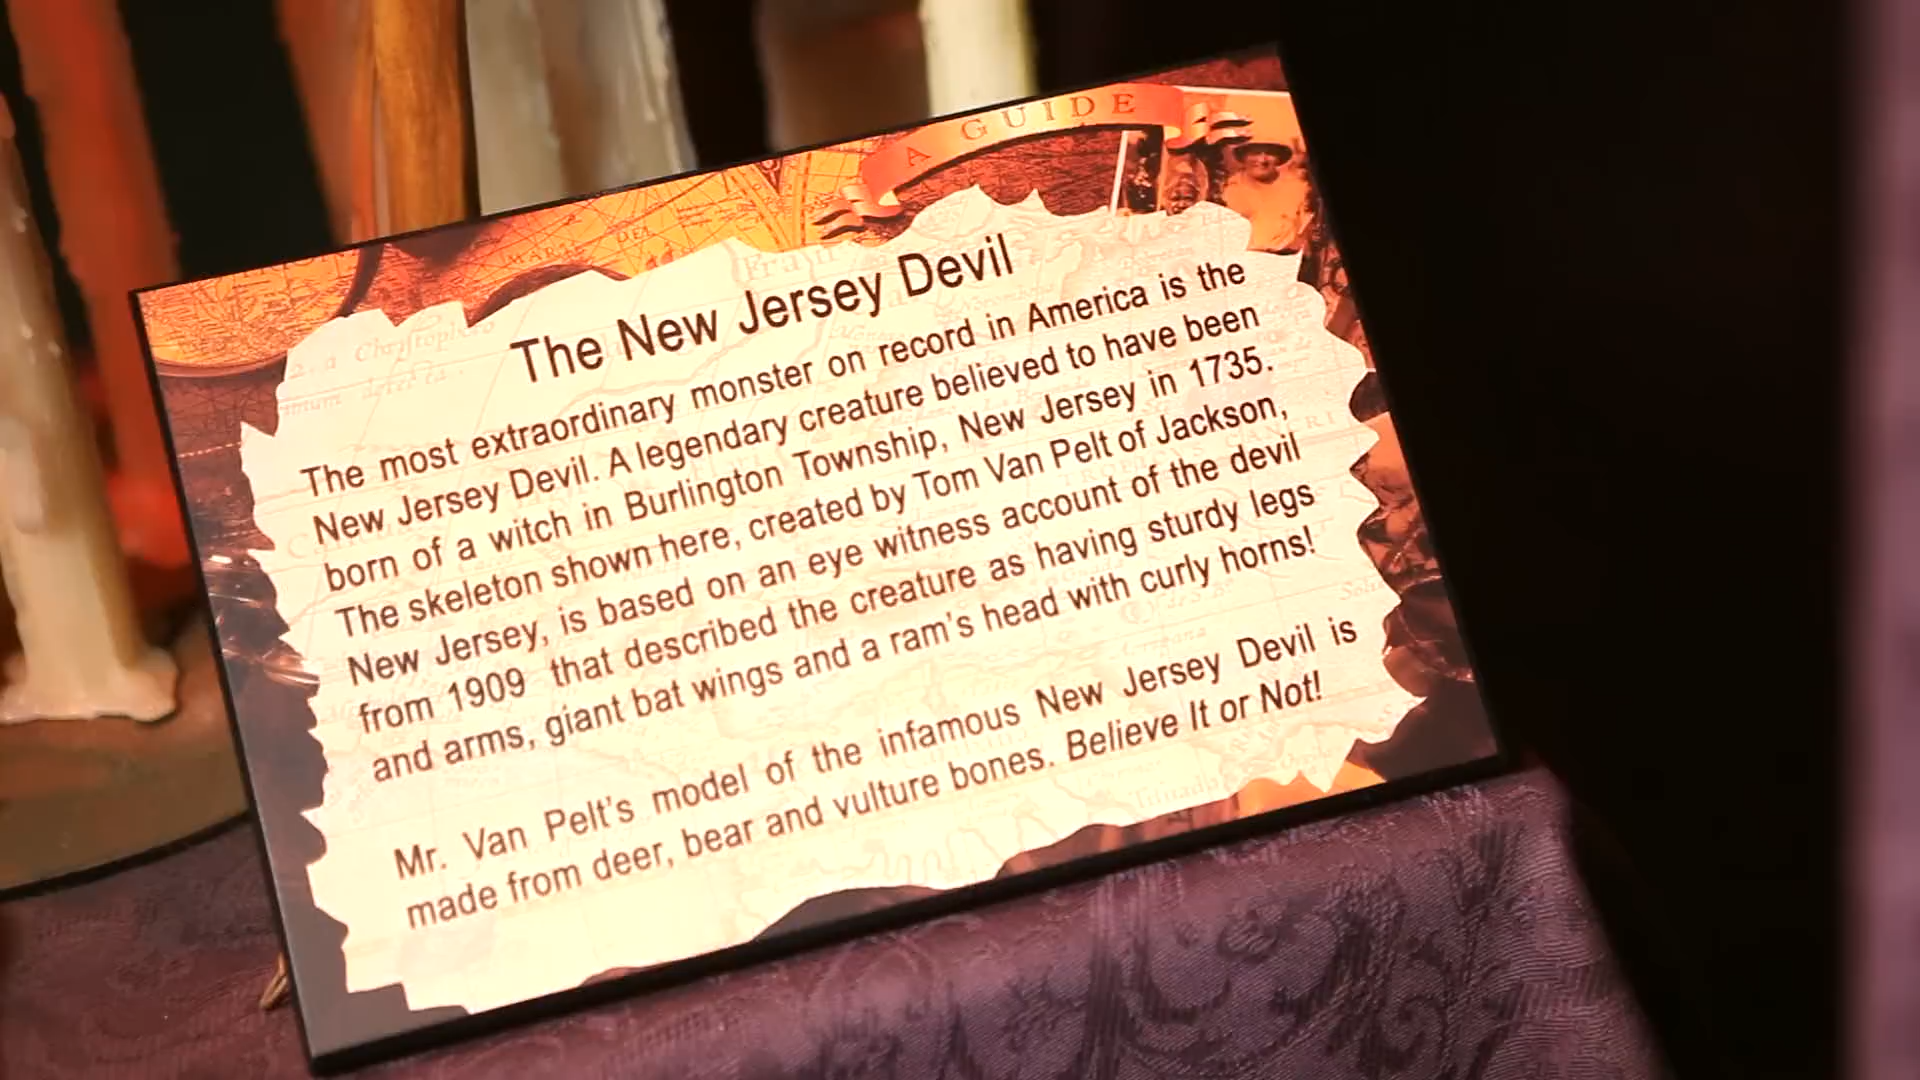 A GUIDE
The New Jersey Devil
The most extraordinary monster on record in America is the
New Jersey Devil. A legendary creature believed to have been
born of a witch in Burlington Township, New Jersey in 1735.
The skeleton shown here, created by Tom Van Pelt of Jackson,
New Jersey, is based on an eye witness account of the devil
from 1909 that described the creature as having sturdy legs
and arms, giant bat wings and a ram's head with curly horns!
Mr. Van Pelt's model of the infamous New Jersey Devil is
made from deer, bear and vulture bones. Believe It or Not!